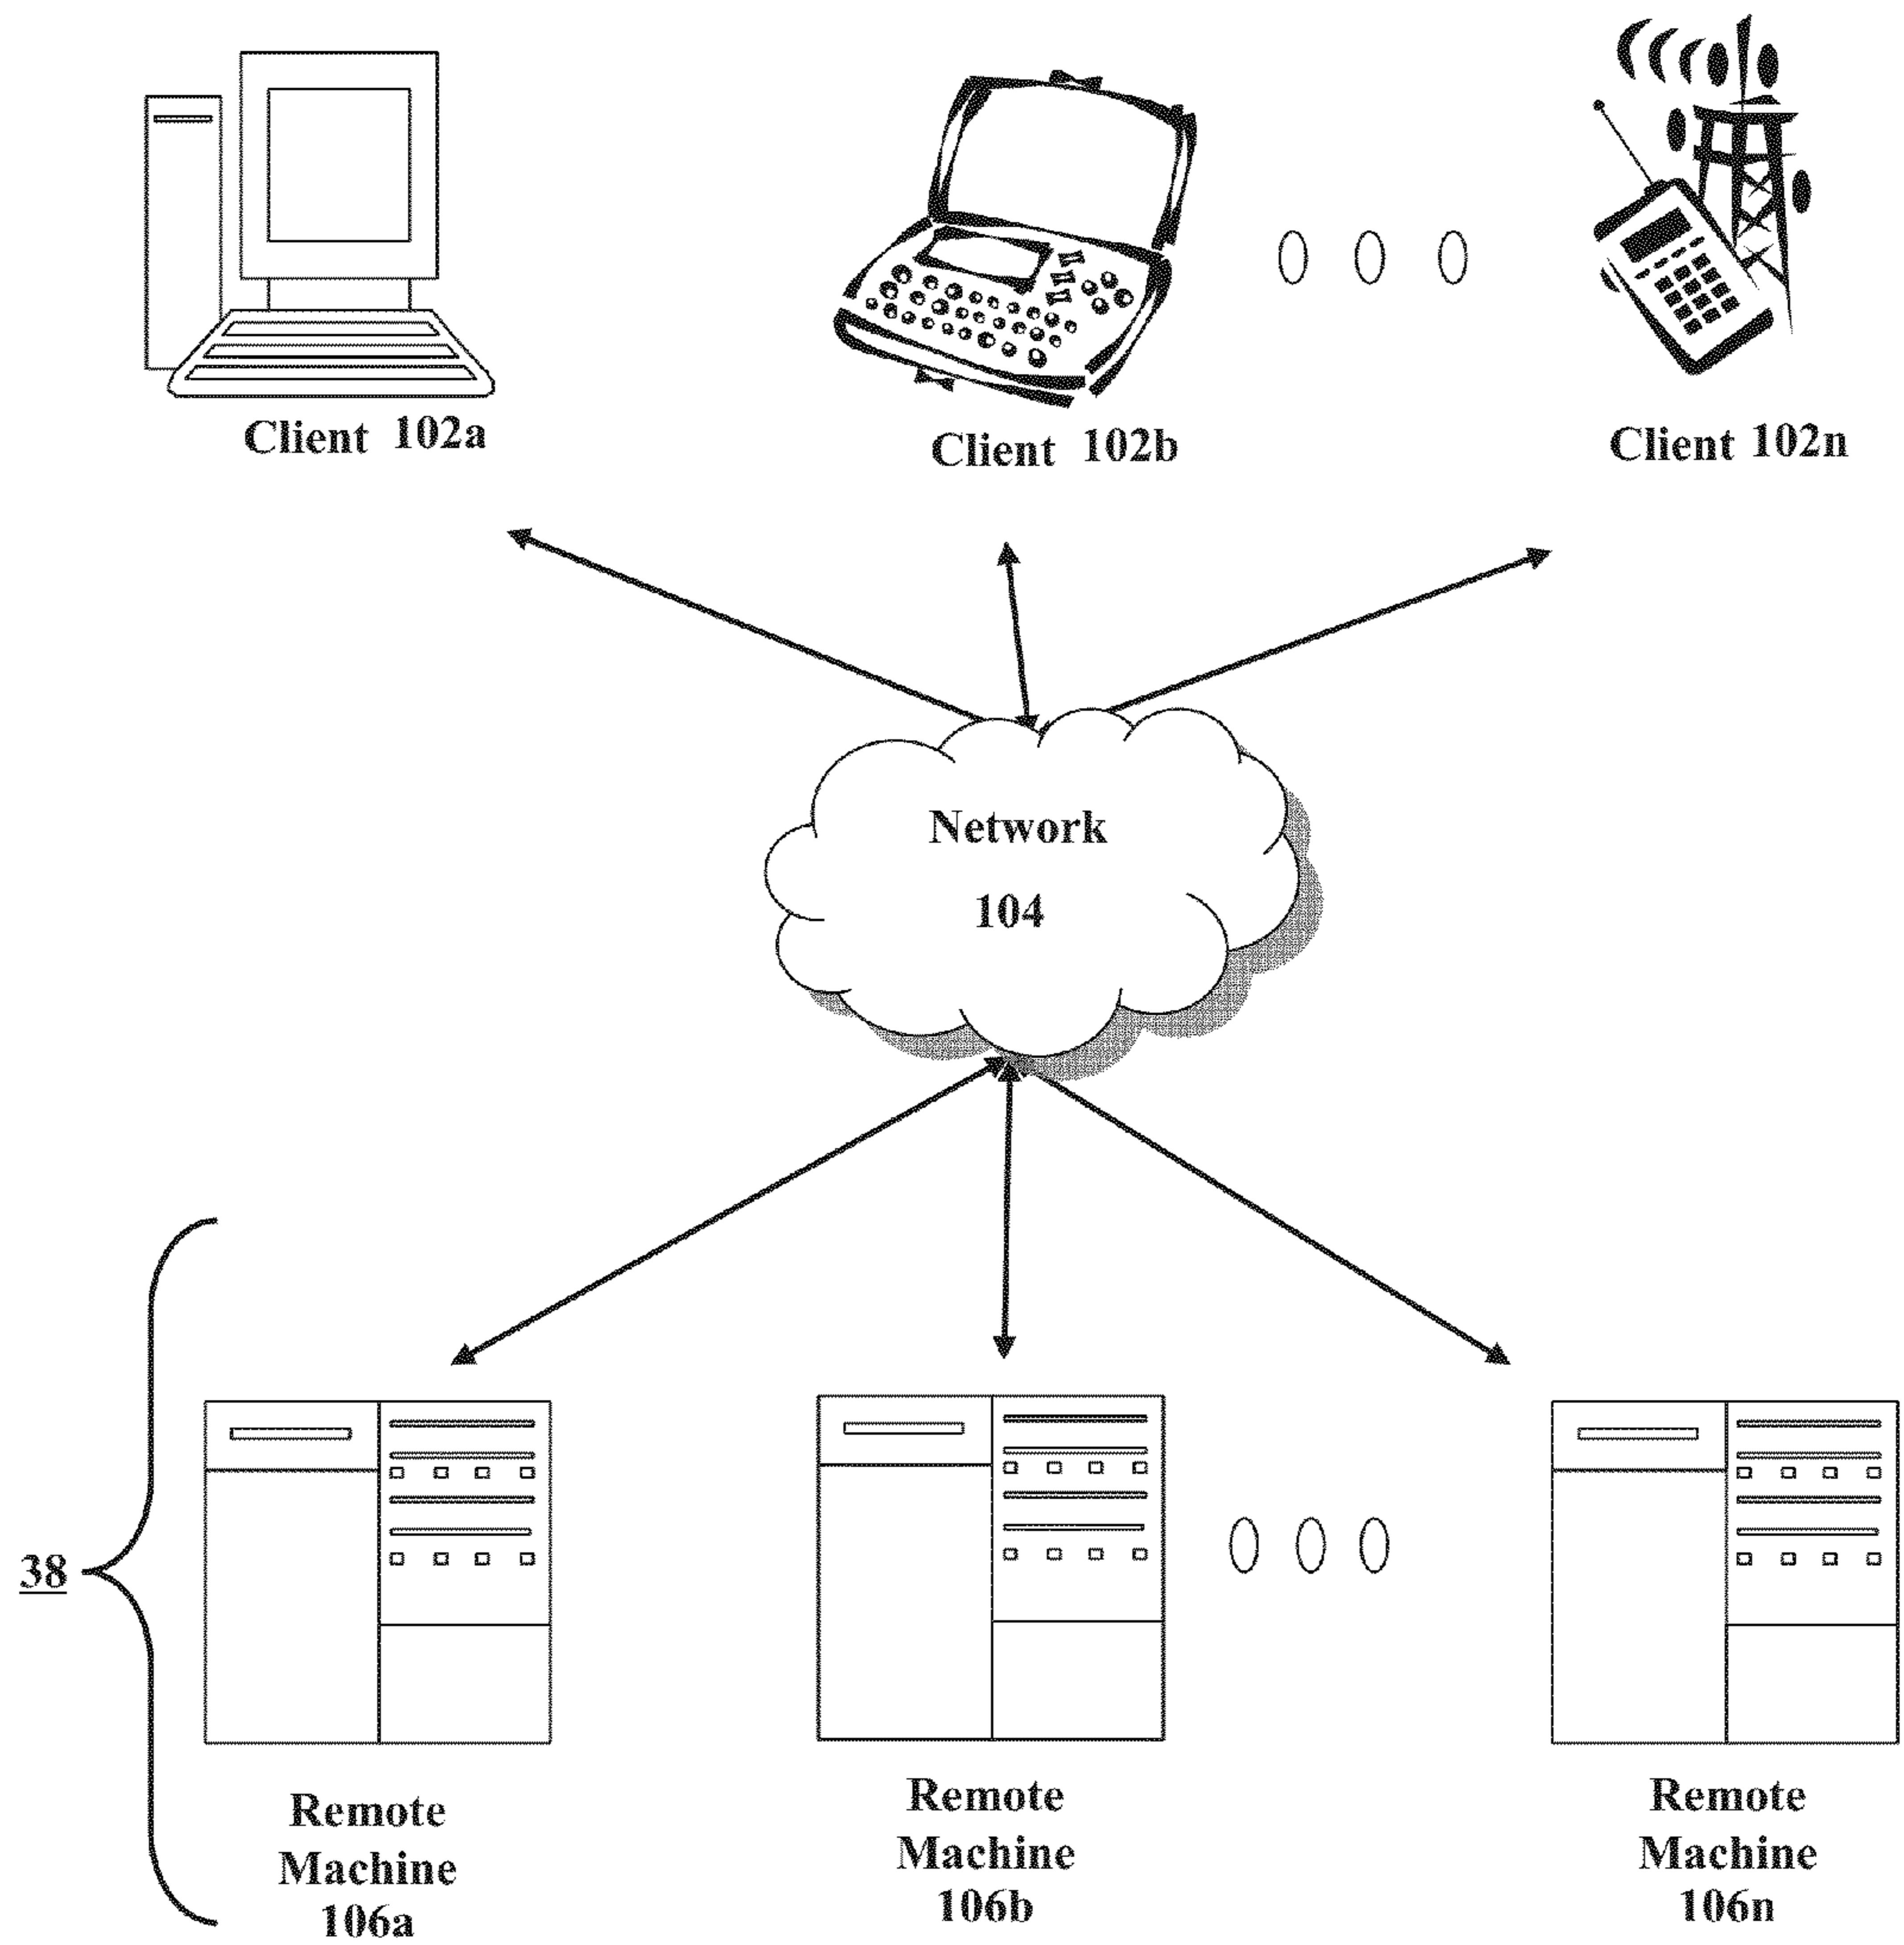 Client 102a
Client 102b
Client 102n
Network
104
38
Remote
Machine
106a
Remote
Machine
106b
Remote
Machine
106n